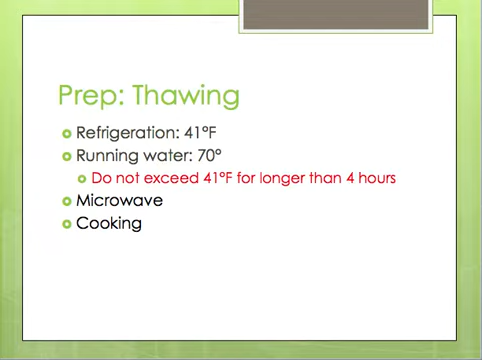 Prep: Thawing
Refrigeration: 41°F
Running water: 70°
Do not exceed 41°F for longer than 4 hours
Microwave
Cooking